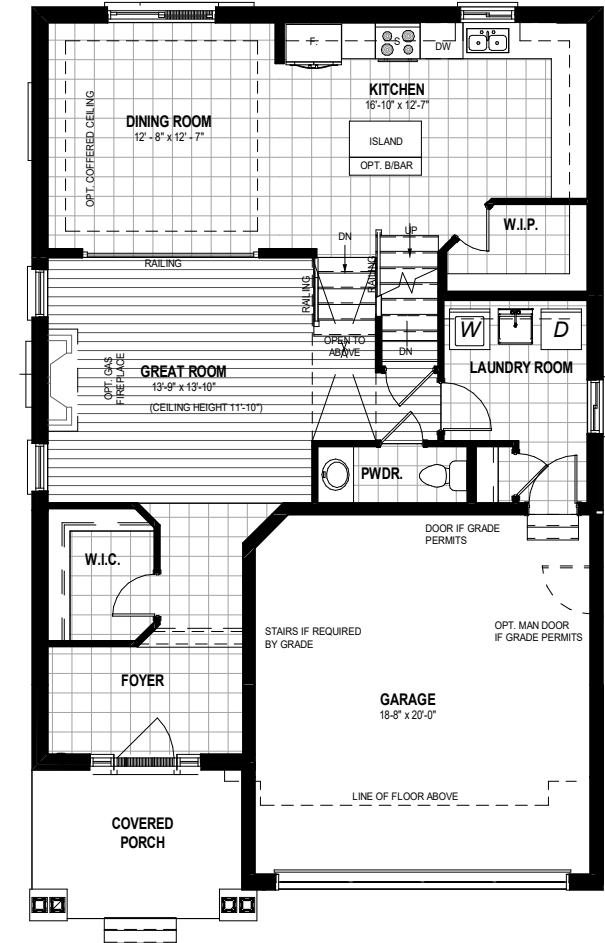 F.
S
DW
KITCHEN
16'-10" x 12'-7"
DINING ROOM
12' - 8" x 12' - 7"
OPT. COFFERED CEILING
ISLAND
OPT. B/BAR
W.I.P.
UP
DN
RAILING
RAILING
RAILING
W
D
OPEN TO
ABOVE
DN
LAUNDRY ROOM
OPT. GAS
FIREPLACE
GREAT ROOM
13'-9" x 13'-10"
(CEILING HEIGHT 11'-10")
PWDR.
DOOR IF GRADE
PERMITS
W.I.C.
STAIRS IF REQUIRED
BY GRADE
OPT. MAN DOOR
IF GRADE PERMITS
FOYER
GARAGE
18-8" x 20'-0"
LINE OF FLOOR ABOVE
COVERED
PORCH